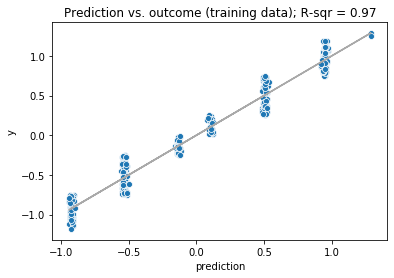 Prediction vs. outcome (training data); R-sqr = 0.97
1.0
0.5
0.0
−0.5
−1.0
y
−1.0 −0.5 0.0 0.5 1.0
prediction